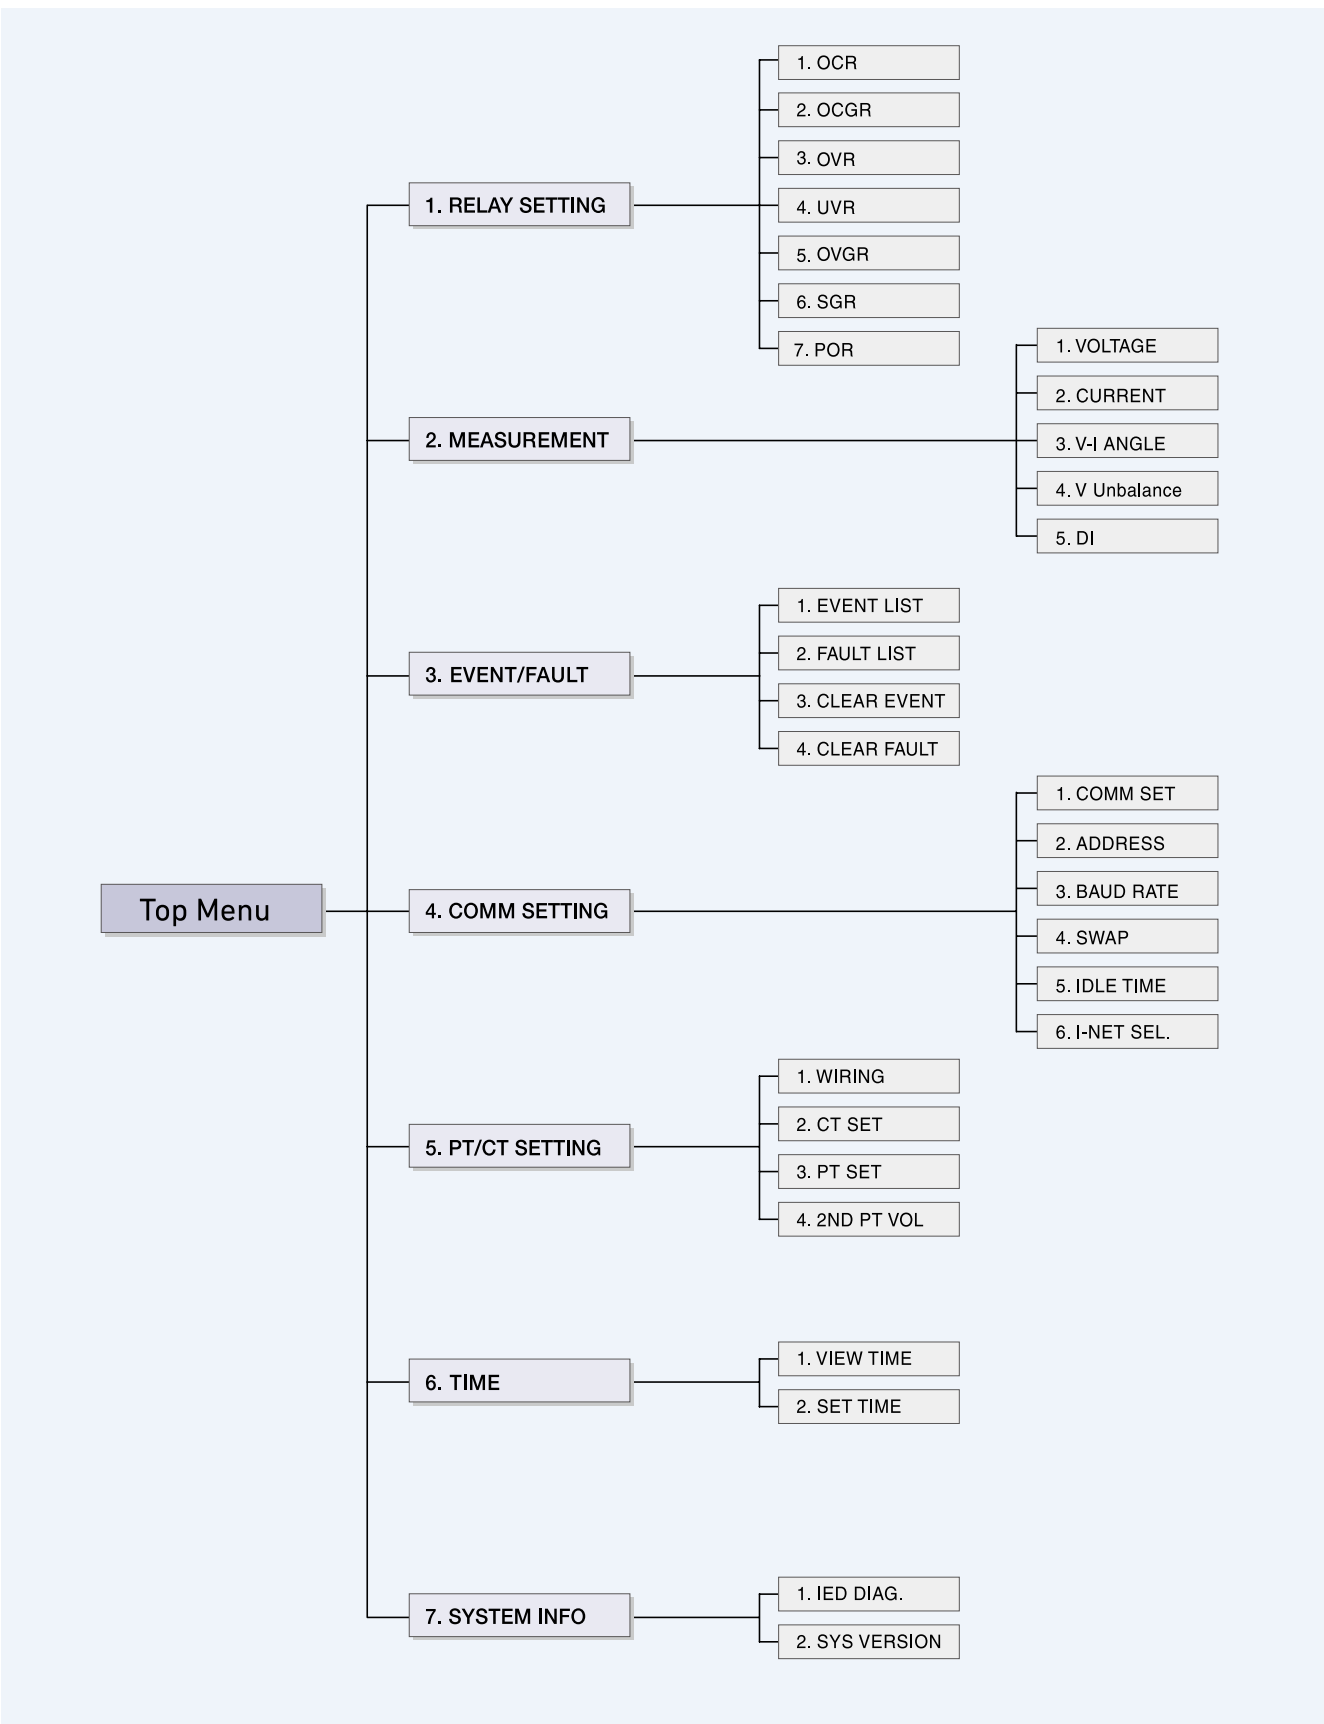 Top Menu
1. RELAY SETTING
1. OCR
2. OCGR
3. OVR
4. UVR
5. OVGR
6. SGR
7. POR
2. MEASUREMENT
1. VOLTAGE
2. CURRENT
3. V-I ANGLE
4. V Unbalance
5. DI
3. EVENT/FAULT
1. EVENT LIST
2. FAULT LIST
3. CLEAR EVENT
4. CLEAR FAULT
4. COMM SETTING
1. COMM SET
2. ADDRESS
3. BAUD RATE
4. SWAP
5. IDLE TIME
6. I-NET SEL.
5. PT/CT SETTING
1. WIRING
2. CT SET
3. PT SET
4. 2ND PT VOL
6. TIME
1. VIEW TIME
2. SET TIME
7. SYSTEM INFO
1. IED DIAG.
2. SYS VERSION